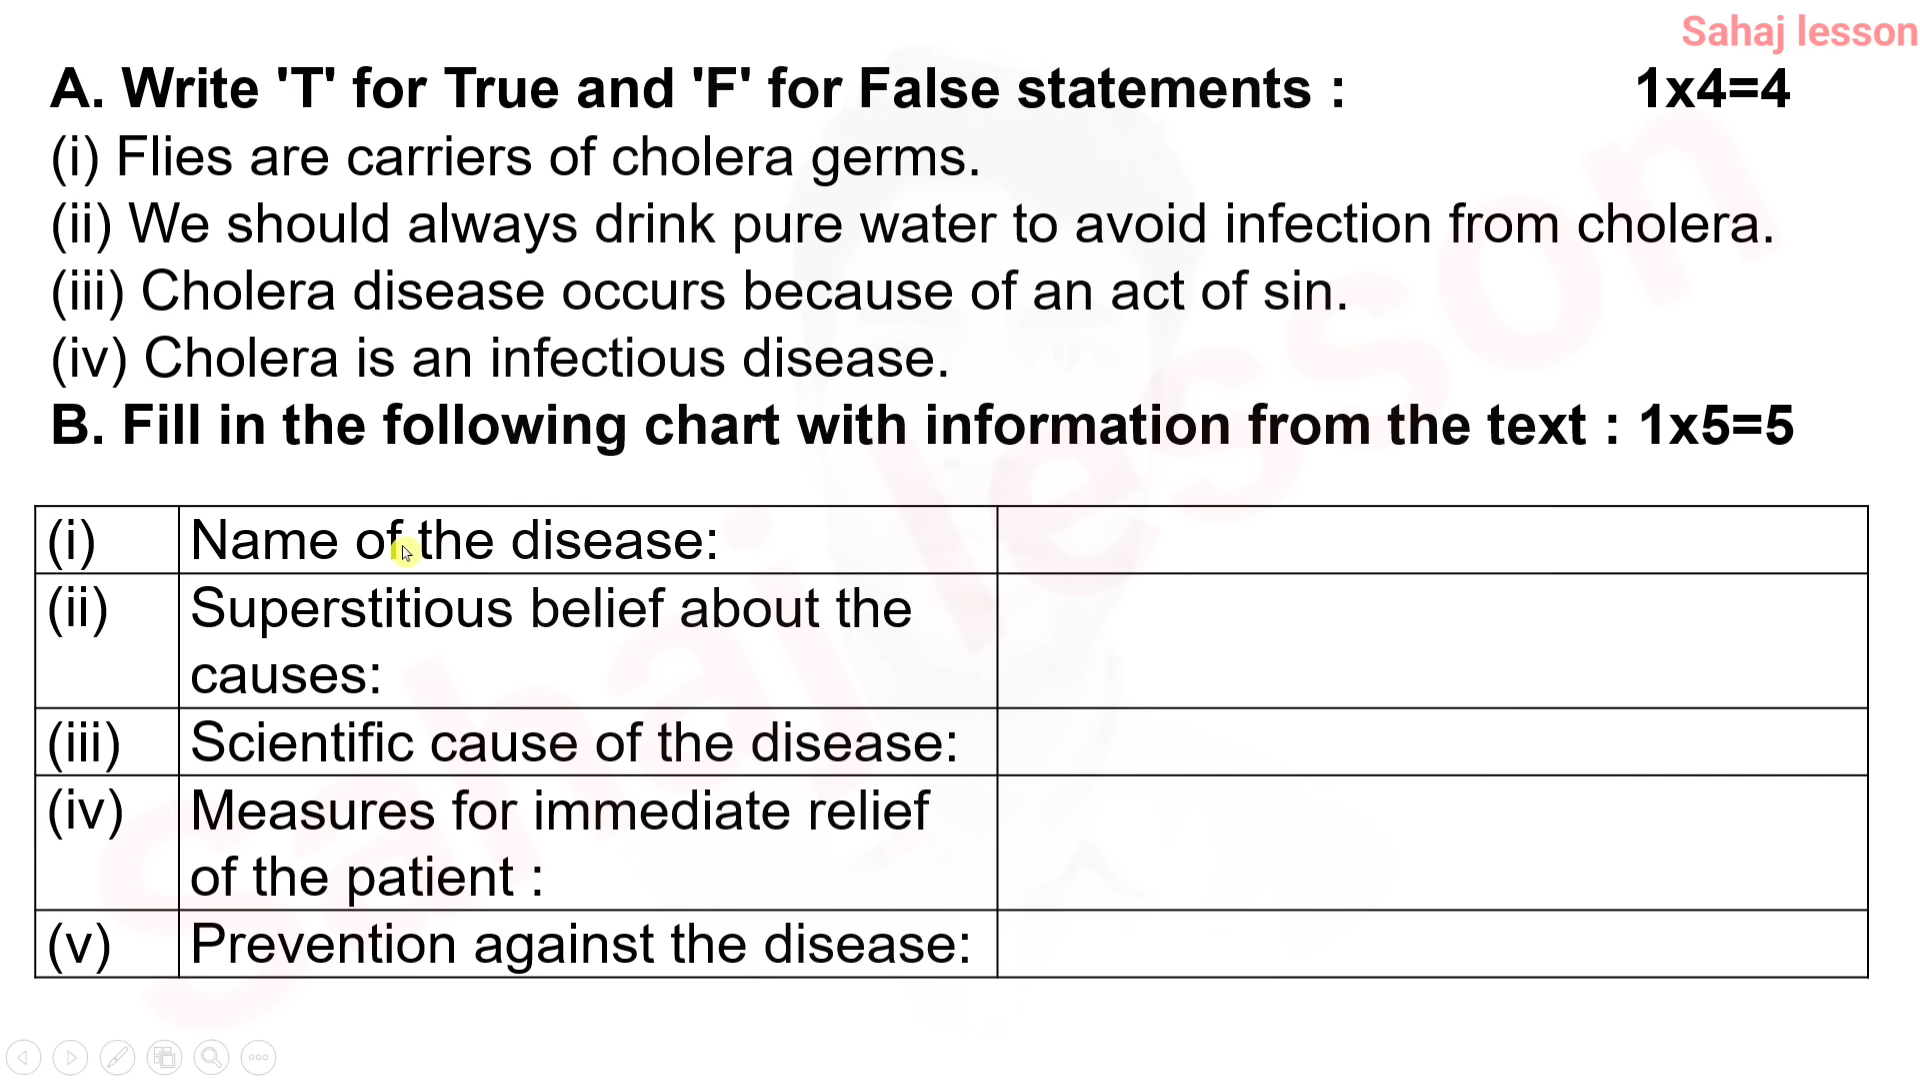 Sahaj lesson
A. Write 'T' for True and 'F' for False statements : 1x4=4
(i) Flies are carriers of cholera germs.
(ii) We should always drink pure water to avoid infection from cholera.
(iii) Cholera disease occurs because of an act of sin.
(iv) Cholera is an infectious disease.
B. Fill in the following chart with information from the text : 1x5=5
(i) Name of the disease:
(ii) Superstitious belief about the
causes:
(iii) Scientific cause of the disease:
(iv) Measures for immediate relief
of the patient :
(v) Prevention against the disease:
Sahaj lesson